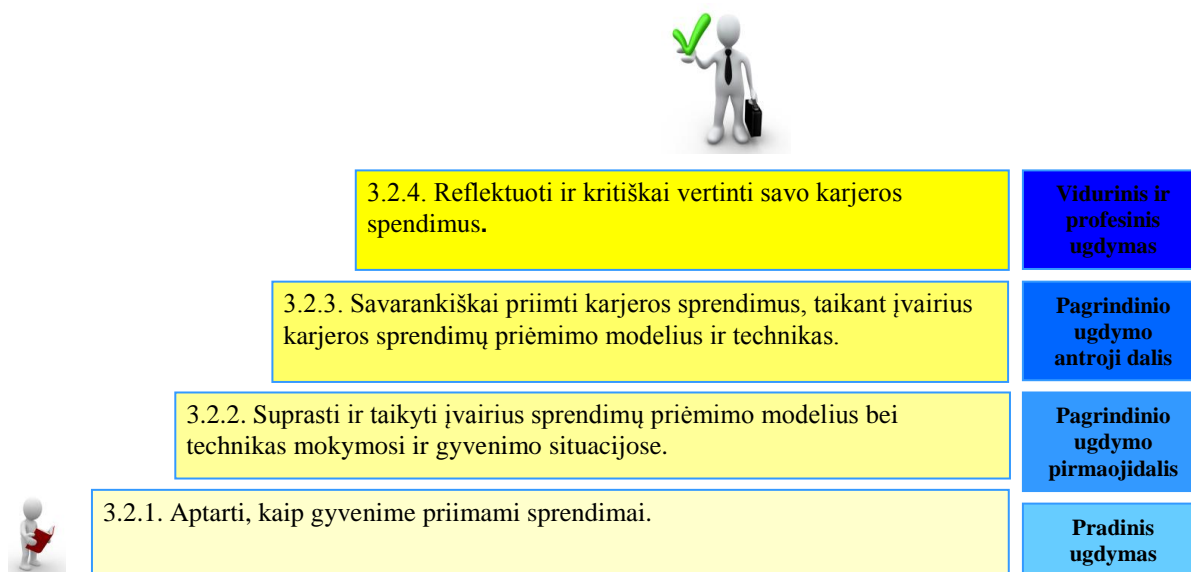 3.2.4. Reflektuoti ir kritiškai vertinti savo karjeros
spendimus.
Vidurinis ir
profesinis
ugdymas
3.2.3. Savarankiškai priimti karjeros sprendimus, taikant įvairius
karjeros sprendimų priėmimo modelius ir technikas.
Pagrindinio
ugdymo
antroji dalis
3.2.2. Suprasti ir taikyti įvairius sprendimų priėmimo modelius bei
technikas mokymosi ir gyvenimo situacijose.
Pagrindinio
ugdymo
pirmaojidalis
3.2.1. Aptarti, kaip gyvenime priimami sprendimai.
Pradinis
ugdymas